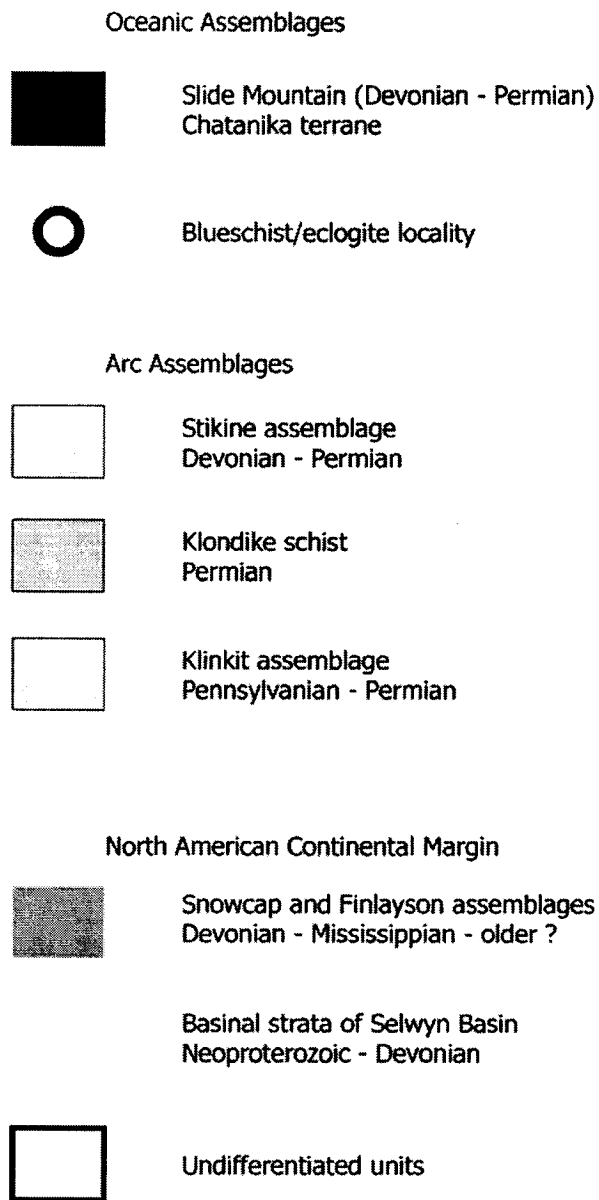 Oceanic Assemblages
Slide Mountain (Devonian - Permian)
Chatanika terrane
Blueschist/eclogite locality
Arc Assemblages
Stikine assemblage
Devonian - Permian
Klondike schist
Permian
Klinkit assemblage
Pennsylvanian - Permian
North American Continental Margin
Snowcap and Finlayson assemblages
Devonian - Mississippian - older ?
Basinal strata of Selwyn Basin
Neoproterozoic - Devonian
Undifferentiated units